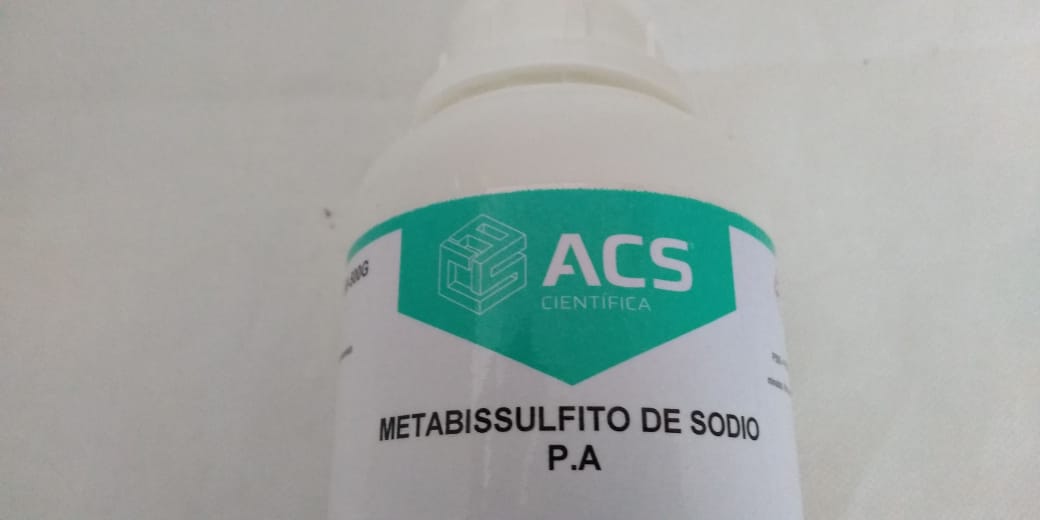 ACS
CIENTÍFICA
METABISSULFITO DE SODIO
P.A